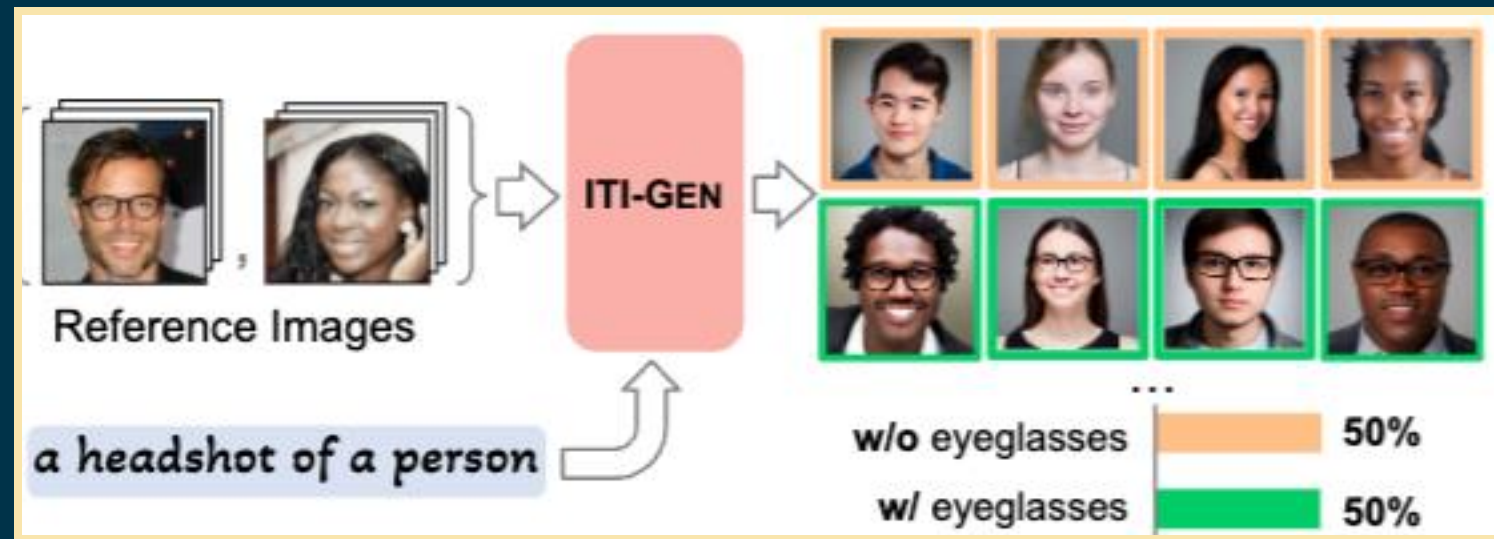 ITI-GEN
,
Reference Images
a headshot of a person
...
w/o eyeglasses 50%
w/ eyeglasses 50%